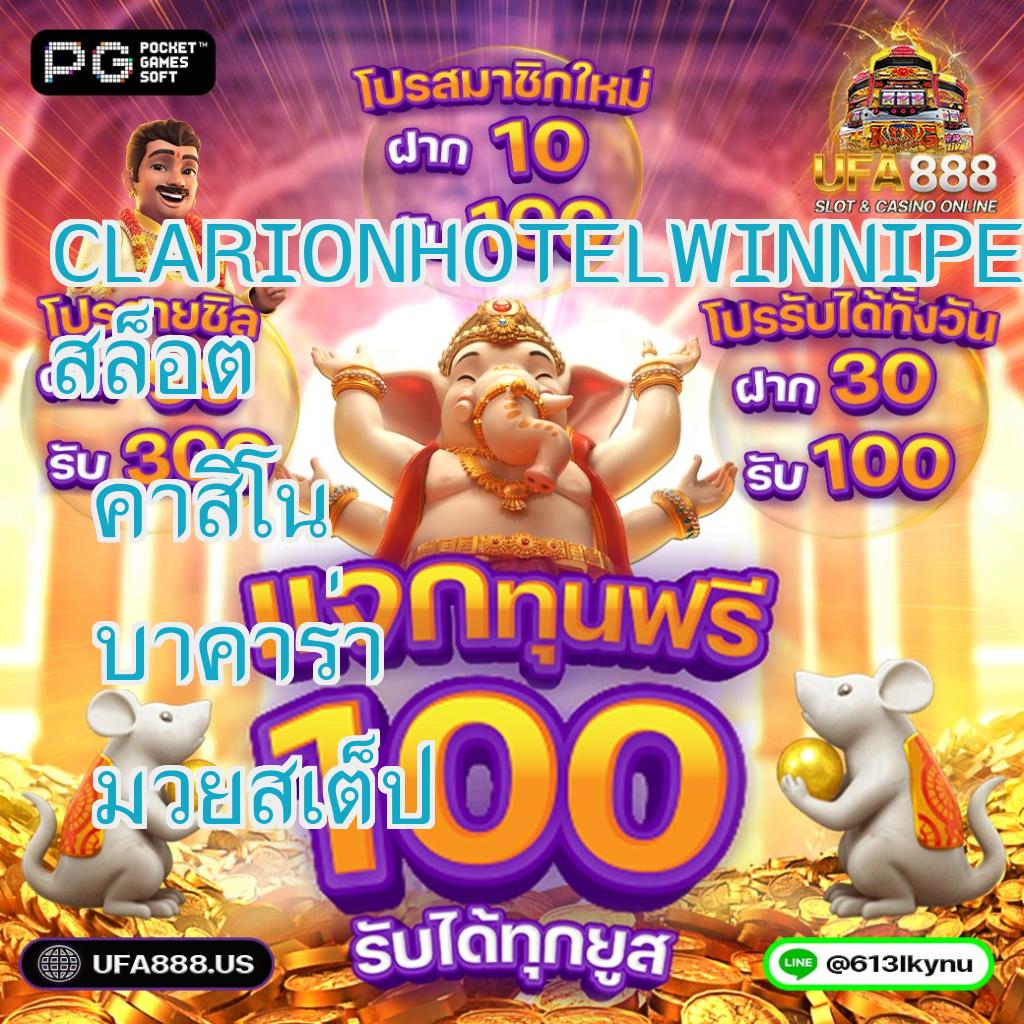 PG POCKET GAMES SOFT™
โปรสมาชิกใหม่
ฝาก 10
100
UFA888
SLOT & CASINO ONLINE
CLARIONHOTELWINNIPE
สล็อต
คาสิโน
บาคาร่า
มวยสเต็ป
รับ 300
โปรรับได้ทั้งวัน
ฝาก 30
รับ 100
แจกทุนฟรี
100
รับได้ทุกยูส
UFA888.US
LINE @613lkynu